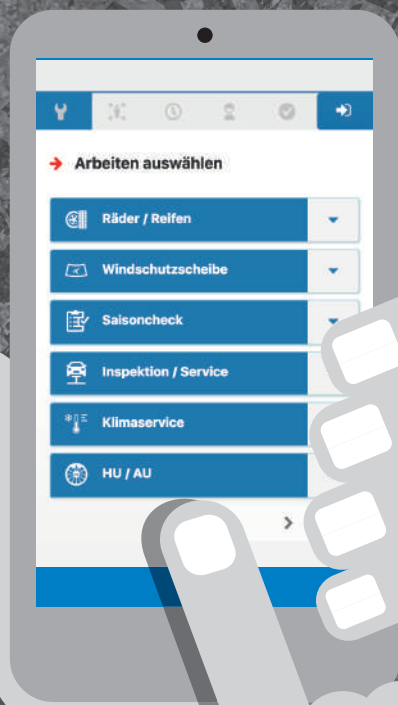 Arbeiten auswählen
Räder / Reifen
Windschutzscheibe
Saisoncheck
Inspektion / Service
Klimaservice
HU / AU